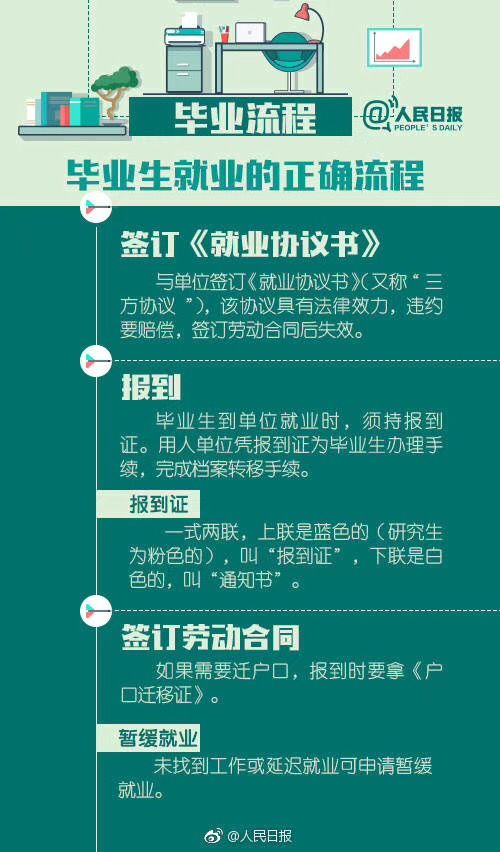 毕业流程
@人民日报
PEOPLE'S DAILY
毕业生就业的正确流程
签订《就业协议书》
与单位签订《就业协议书》（又称“三
方协议 ”），该协议具有法律效力，违约
要赔偿，签订劳动合同后失效。
报到
毕业生到单位就业时，须持报到
证。用人单位凭报到证为毕业生办理手
续，完成档案转移手续。
报到证
一式两联，上联是蓝色的（研究生
为粉色的），叫“报到证”，下联是白
色的，叫“通知书”。
签订劳动合同
如果需要迁户口，报到时要拿《户
口迁移证》。
暂缓就业
未找到工作或延迟就业可申请暂缓
就业。
@人民日报